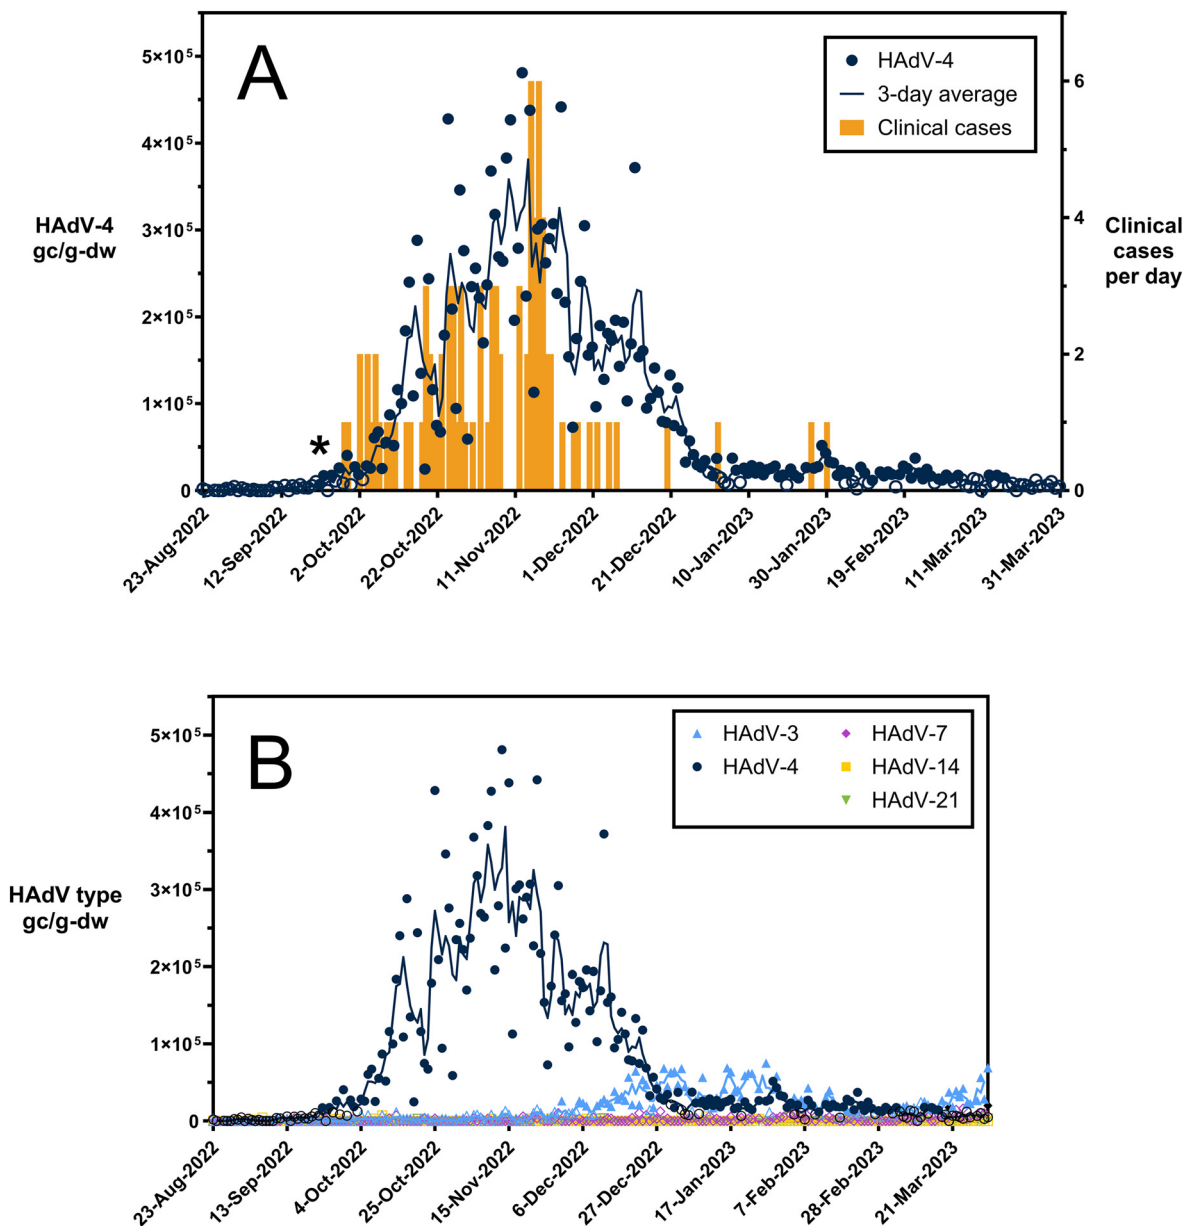 A
5×10⁵
4×10⁵
3×10⁵
2×10⁵
1×10⁵
0
HAdV-4
gc/g-dw
*
HAdV-4
3-day average
Clinical cases
6
4
2
0
Clinical
cases
per day
23-Aug-2022
12-Sep-2022
2-Oct-2022
22-Oct-2022
11-Nov-2022
1-Dec-2022
21-Dec-2022
10-Jan-2023
30-Jan-2023
19-Feb-2023
11-Mar-2023
31-Mar-2023
B
5×10⁵
4×10⁵
3×10⁵
2×10⁵
1×10⁵
0
HAdV type
gc/g-dw
HAdV-3
HAdV-4
HAdV-7
HAdV-14
HAdV-21
23-Aug-2022
13-Sep-2022
4-Oct-2022
25-Oct-2022
15-Nov-2022
6-Dec-2022
27-Dec-2022
17-Jan-2023
7-Feb-2023
28-Feb-2023
21-Mar-2023